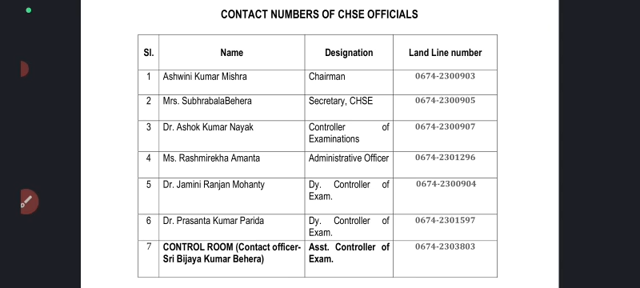 CONTACT NUMBERS OF CHSE OFFICIALS
Sl. Name Designation Land Line number
1 Ashwini Kumar Mishra Chairman 0674-2300903
2 Mrs. SubhrabalaBehera Secretary, CHSE 0674-2300905
3 Dr. Ashok Kumar Nayak Controller of 0674-2300907
Examinations
4 Ms. Rashmirekha Amanta Administrative Officer 0674-2301296
5 Dr. Jamini Ranjan Mohanty Dy. Controller of 0674-2300904
Exam.
6 Dr. Prasanta Kumar Parida Dy. Controller of 0674-2301597
Exam.
7 CONTROL ROOM (Contact officer- Asst. Controller of 0674-2303803
Sri Bijaya Kumar Behera) Exam.